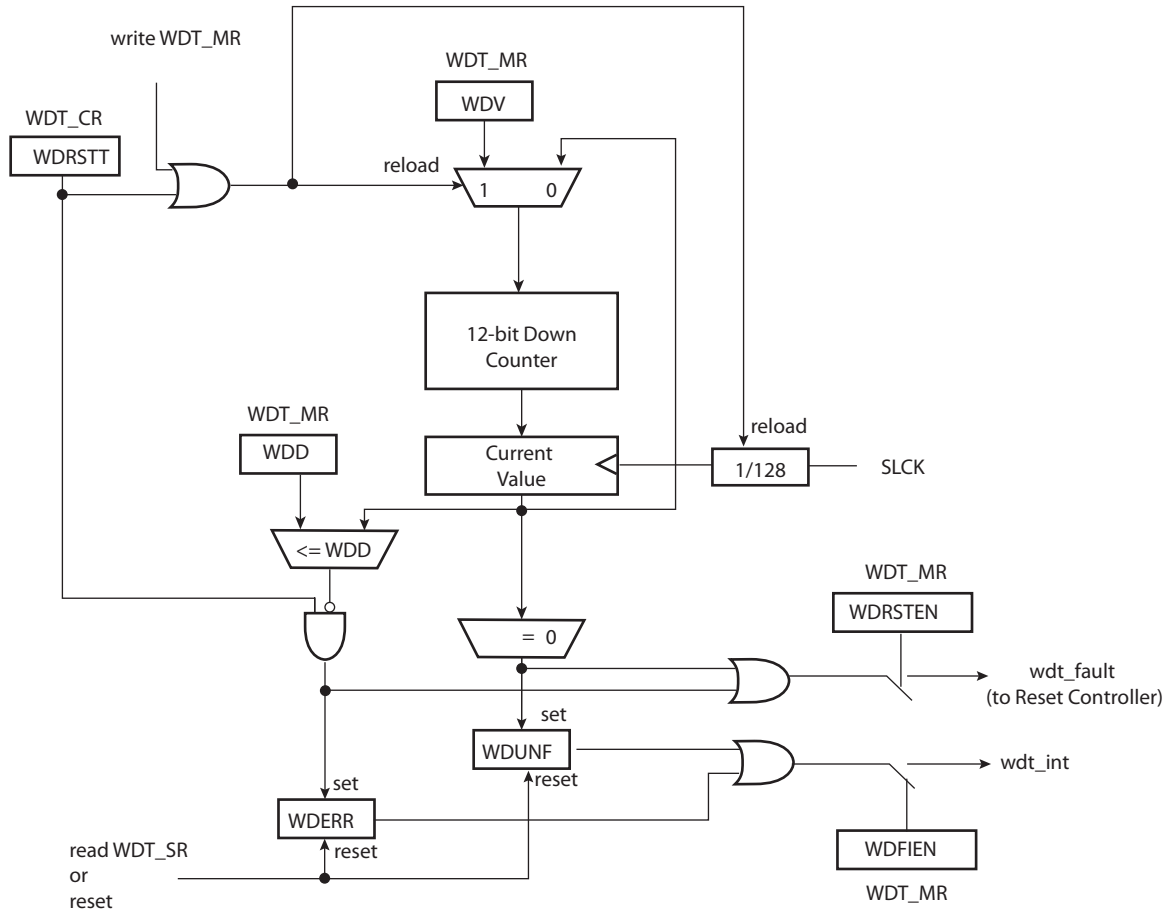 write WDT_MR
WDT_MR
WDV
WDT_CR
WDRSTT
reload
1 0
12-bit Down
Counter
WDT_MR
WDD
reload
Current
Value
1/128
SLCK
<= WDD
WDT_MR
WDRSTEN
= 0
wdt_fault
(to Reset Controller)
set
WDUNF
reset
wdt_int
set
WDERR
reset
WDFIEN
WDT_MR
read WDT_SR
or
reset